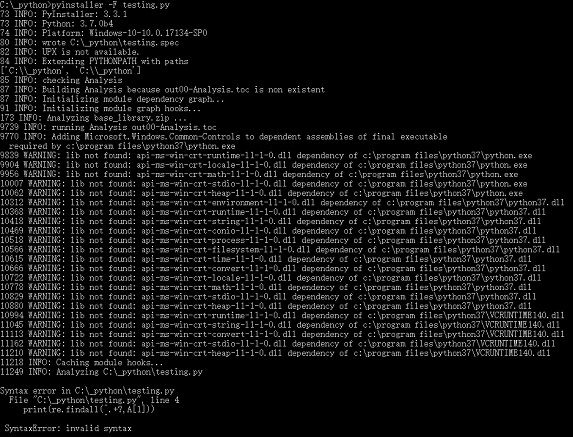 C:\_python>pyinstaller -F testing.py
73 INFO: PyInstaller: 3.3.1
73 INFO: Python: 3.7.0b4
74 INFO: Platform: Windows-10-10.0.17134-SP0
80 INFO: wrote C:\_python\testing.spec
82 INFO: UPX is not available.
84 INFO: Extending PYTHONPATH with paths
['C:\\_python', 'C:\\_python']
85 INFO: checking Analysis
87 INFO: Building Analysis because out00-Analysis.toc is non existent
87 INFO: Initializing module dependency graph...
91 INFO: Initializing module graph hooks...
173 INFO: Analyzing base_library.zip ...
9739 INFO: running Analysis out00-Analysis.toc
9770 INFO: Adding Microsoft.Windows.Common-Controls to dependent assemblies of final executable
required by c:\program files\python37\python.exe
9839 WARNING: lib not found: api-ms-win-crt-runtime-l1-1-0.dll dependency of c:\program files\python37\python.exe
9904 WARNING: lib not found: api-ms-win-crt-locale-l1-1-0.dll dependency of c:\program files\python37\python.exe
9956 WARNING: lib not found: api-ms-win-crt-math-l1-1-0.dll dependency of c:\program files\python37\python.exe
10007 WARNING: lib not found: api-ms-win-crt-stdio-l1-1-0.dll dependency of c:\program files\python37\python.exe
10062 WARNING: lib not found: api-ms-win-crt-heap-l1-1-0.dll dependency of c:\program files\python37\python.exe
10312 WARNING: lib not found: api-ms-win-crt-environment-l1-1-0.dll dependency of c:\program files\python37\python37.dll
10368 WARNING: lib not found: api-ms-win-crt-runtime-l1-1-0.dll dependency of c:\program files\python37\python37.dll
10418 WARNING: lib not found: api-ms-win-crt-string-l1-1-0.dll dependency of c:\program files\python37\python37.dll
10469 WARNING: lib not found: api-ms-win-crt-conio-l1-1-0.dll dependency of c:\program files\python37\python37.dll
10518 WARNING: lib not found: api-ms-win-crt-process-l1-1-0.dll dependency of c:\program files\python37\python37.dll
10566 WARNING: lib not found: api-ms-win-crt-filesystem-l1-1-0.dll dependency of c:\program files\python37\python37.dll
10615 WARNING: lib not found: api-ms-win-crt-time-l1-1-0.dll dependency of c:\program files\python37\python37.dll
10666 WARNING: lib not found: api-ms-win-crt-convert-l1-1-0.dll dependency of c:\program files\python37\python37.dll
10722 WARNING: lib not found: api-ms-win-crt-locale-l1-1-0.dll dependency of c:\program files\python37\python37.dll
10778 WARNING: lib not found: api-ms-win-crt-math-l1-1-0.dll dependency of c:\program files\python37\python37.dll
10829 WARNING: lib not found: api-ms-win-crt-stdio-l1-1-0.dll dependency of c:\program files\python37\python37.dll
10880 WARNING: lib not found: api-ms-win-crt-heap-l1-1-0.dll dependency of c:\program files\python37\python37.dll
10994 WARNING: lib not found: api-ms-win-crt-runtime-l1-1-0.dll dependency of c:\program files\python37\VCRUNTIME140.dll
11045 WARNING: lib not found: api-ms-win-crt-string-l1-1-0.dll dependency of c:\program files\python37\VCRUNTIME140.dll
11113 WARNING: lib not found: api-ms-win-crt-convert-l1-1-0.dll dependency of c:\program files\python37\VCRUNTIME140.dll
11162 WARNING: lib not found: api-ms-win-crt-stdio-l1-1-0.dll dependency of c:\program files\python37\VCRUNTIME140.dll
11210 WARNING: lib not found: api-ms-win-crt-heap-l1-1-0.dll dependency of c:\program files\python37\VCRUNTIME140.dll
11218 INFO: Caching module hooks...
11249 INFO: Analyzing C:\_python\testing.py
Syntax error in C:\_python\testing.py
File "C:\_python\testing.py", line 4
print(re.findall('.+?,A[1]))
SyntaxError: invalid syntax